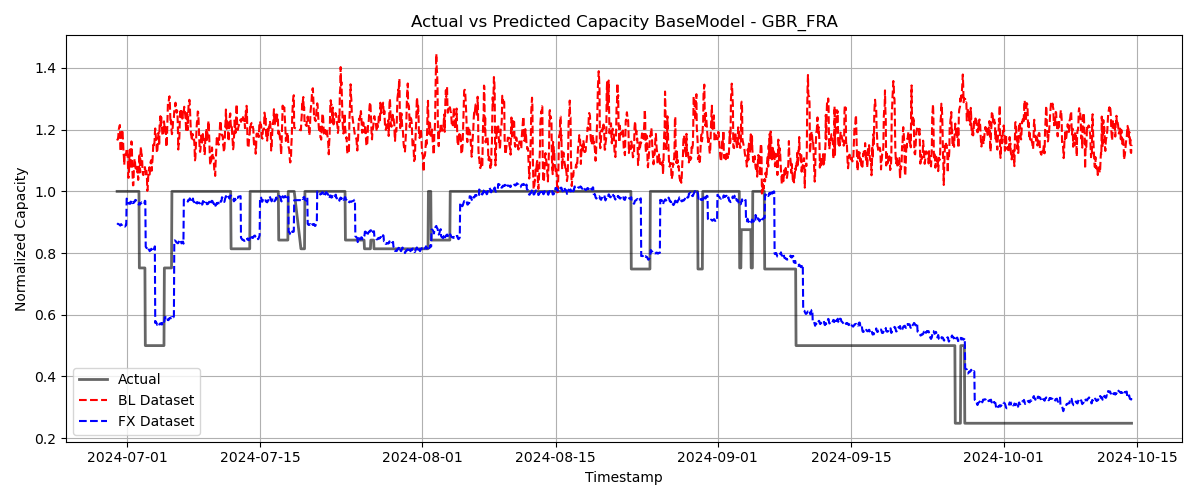 Actual vs Predicted Capacity BaseModel - GBR_FRA
Normalized Capacity
1.4
1.2
1.0
0.8
0.6
0.4
0.2
Actual
BL Dataset
FX Dataset
2024-07-01 2024-07-15 2024-08-01 2024-08-15 2024-09-01 2024-09-15 2024-10-01 2024-10-15
Timestamp